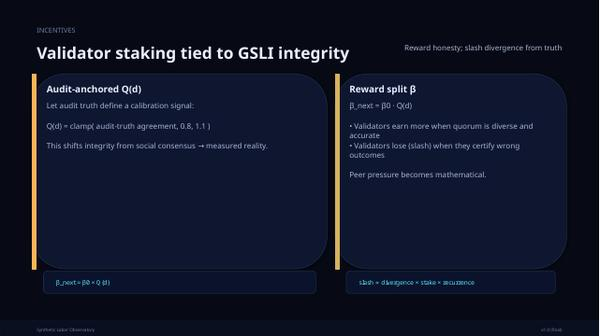 INCENTIVES
Validator staking tied to GSLI integrity
Reward honesty; slash divergence from truth
Audit-anchored Q(d)
Let audit truth define a calibration signal:
Q(d) = clamp( audit-truth agreement, 0.8, 1.1 )
This shifts integrity from social consensus → measured reality.
β_next = β0 × Q (d)
Reward split β
β_next = β0 · Q(d)
• Validators earn more when quorum is diverse and
accurate
• Validators lose (slash) when they certify wrong
outcomes
Peer pressure becomes mathematical.
slash ∝ divergence × stake × recurrence
Synthetic Labor Observatory